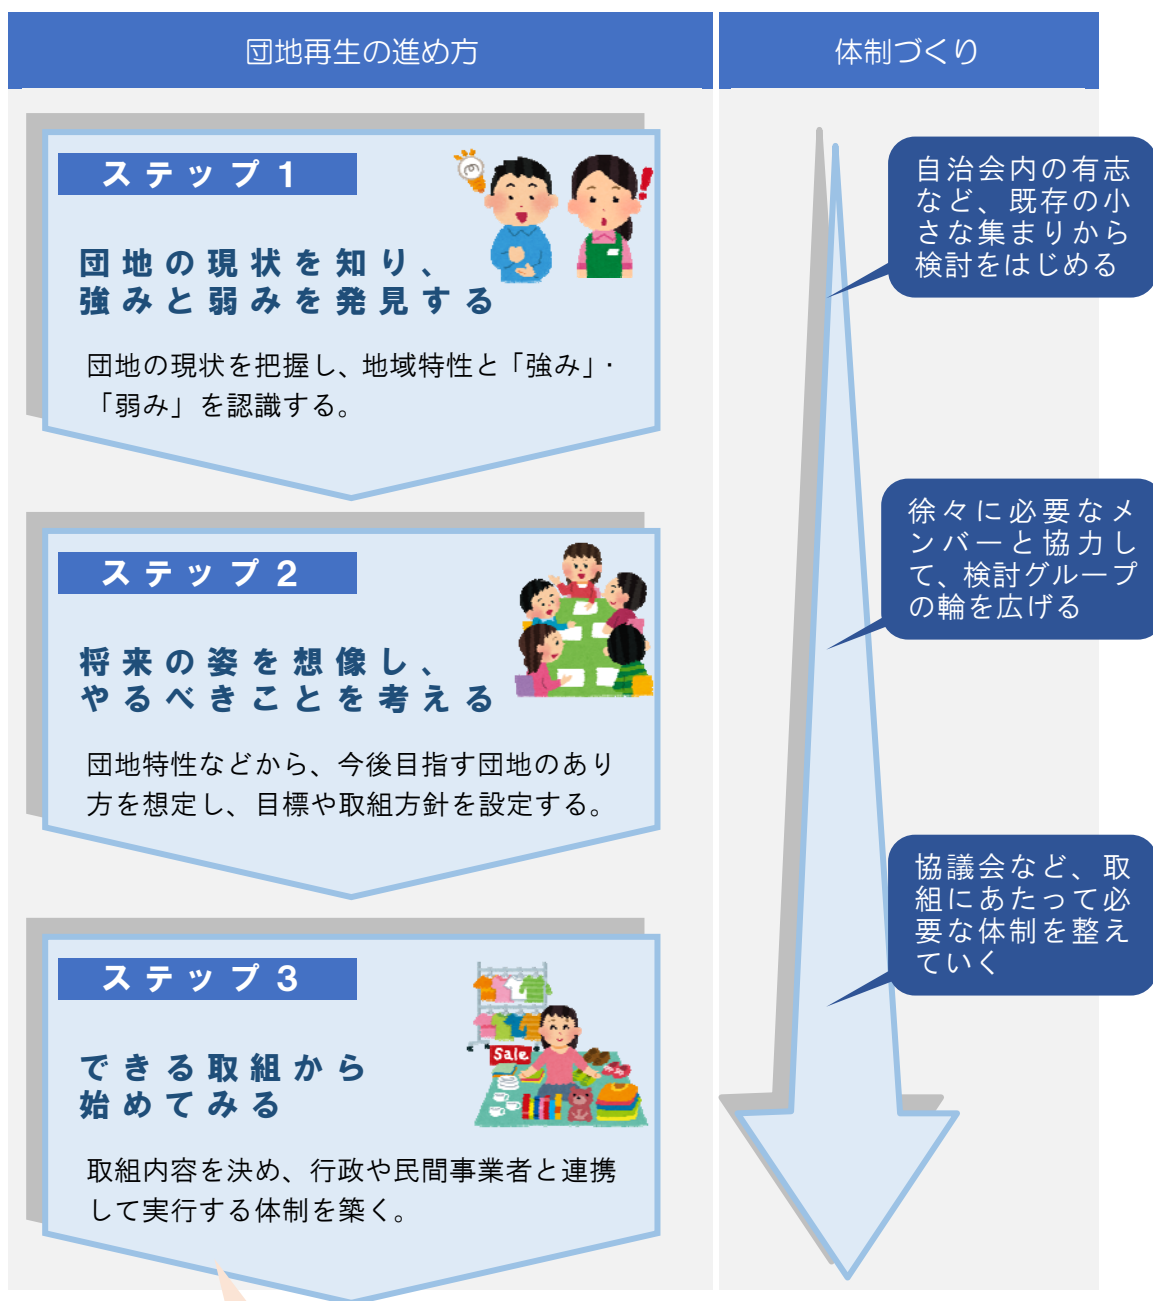 団地再生の進め方
体制づくり
ステップ1
団地の現状を知り、
強みと弱みを発見する
団地の現状を把握し、地域特性と「強み」・
「弱み」を認識する。
自治会内の有志
など、既存の小
さな集まりから
検討をはじめる
ステップ2
将来の姿を想像し、
やるべきことを考える
団地特性などから、今後目指す団地のあり
方を想定し、目標や取組方針を設定する。
徐々に必要なメ
ンバーと協力し
て、検討グループ
の輪を広げる
ステップ3
できる取組から
始めてみる
Sale
取組内容を決め、行政や民間事業者と連携
して実行する体制を築く。
協議会など、取
組にあたって必
要な体制を整え
ていく